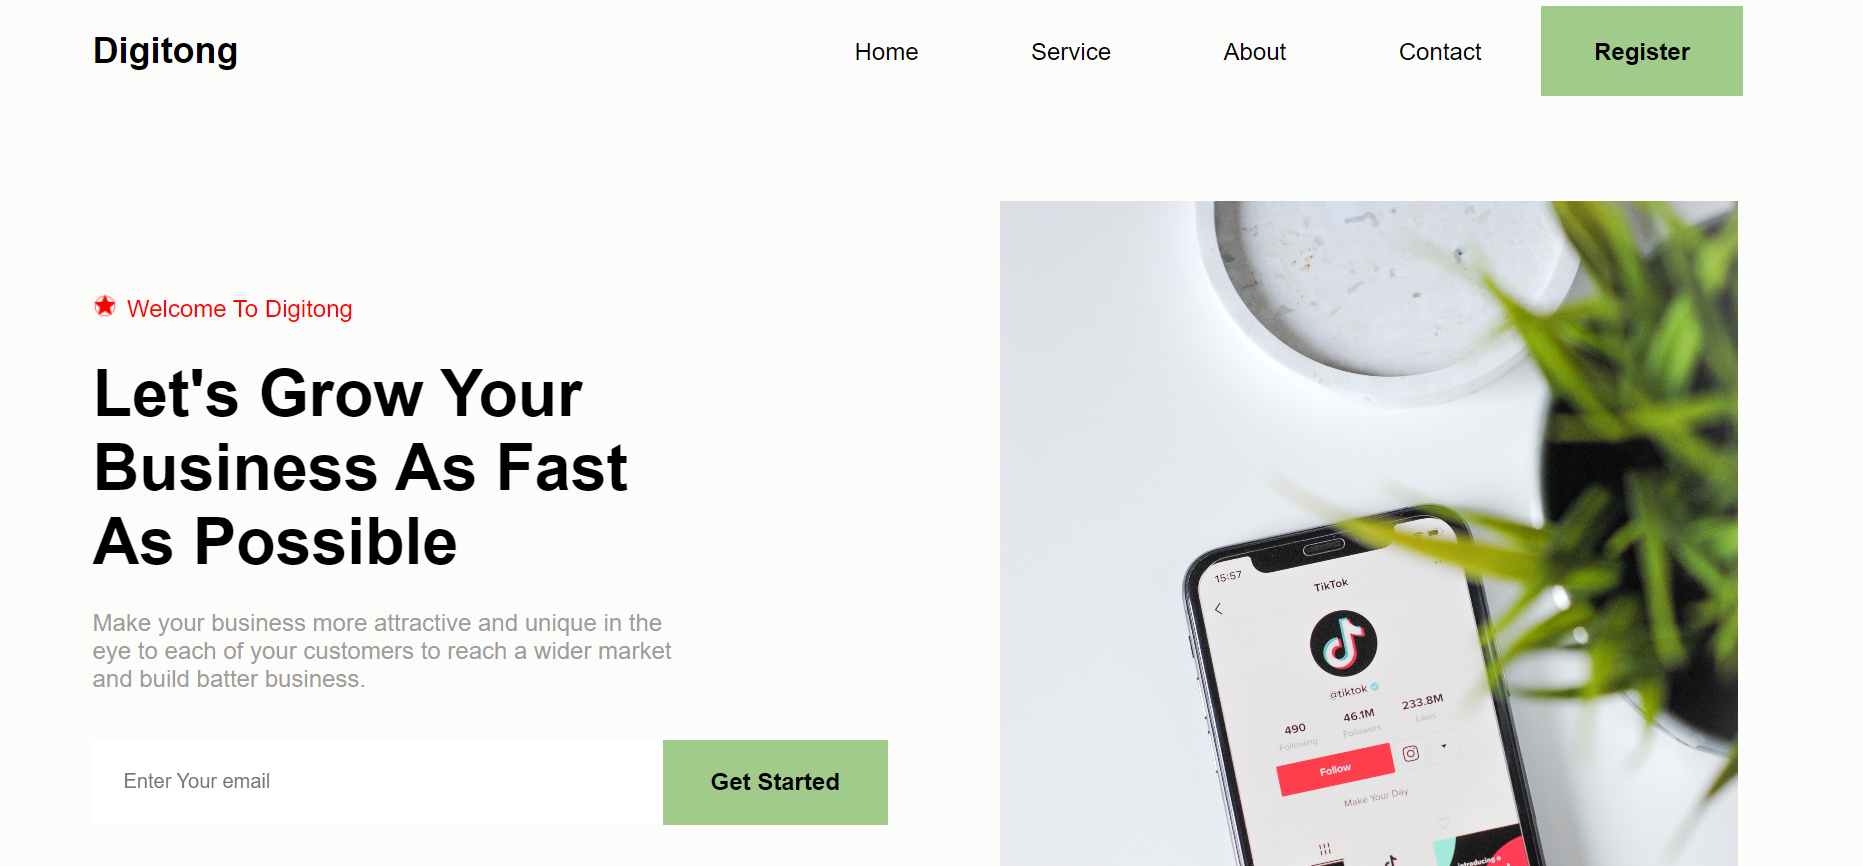 Digitong
Home Service About Contact Register
Welcome To Digitong
Let's Grow Your
Business As Fast
As Possible
Make your business more attractive and unique in the
eye to each of your customers to reach a wider market
and build batter business.
Enter Your email
Get Started
15:57
TikTok
@tiktok
490 46.1M 233.8M
Following Followers Likes
Follow
Make Your Day
introducing a